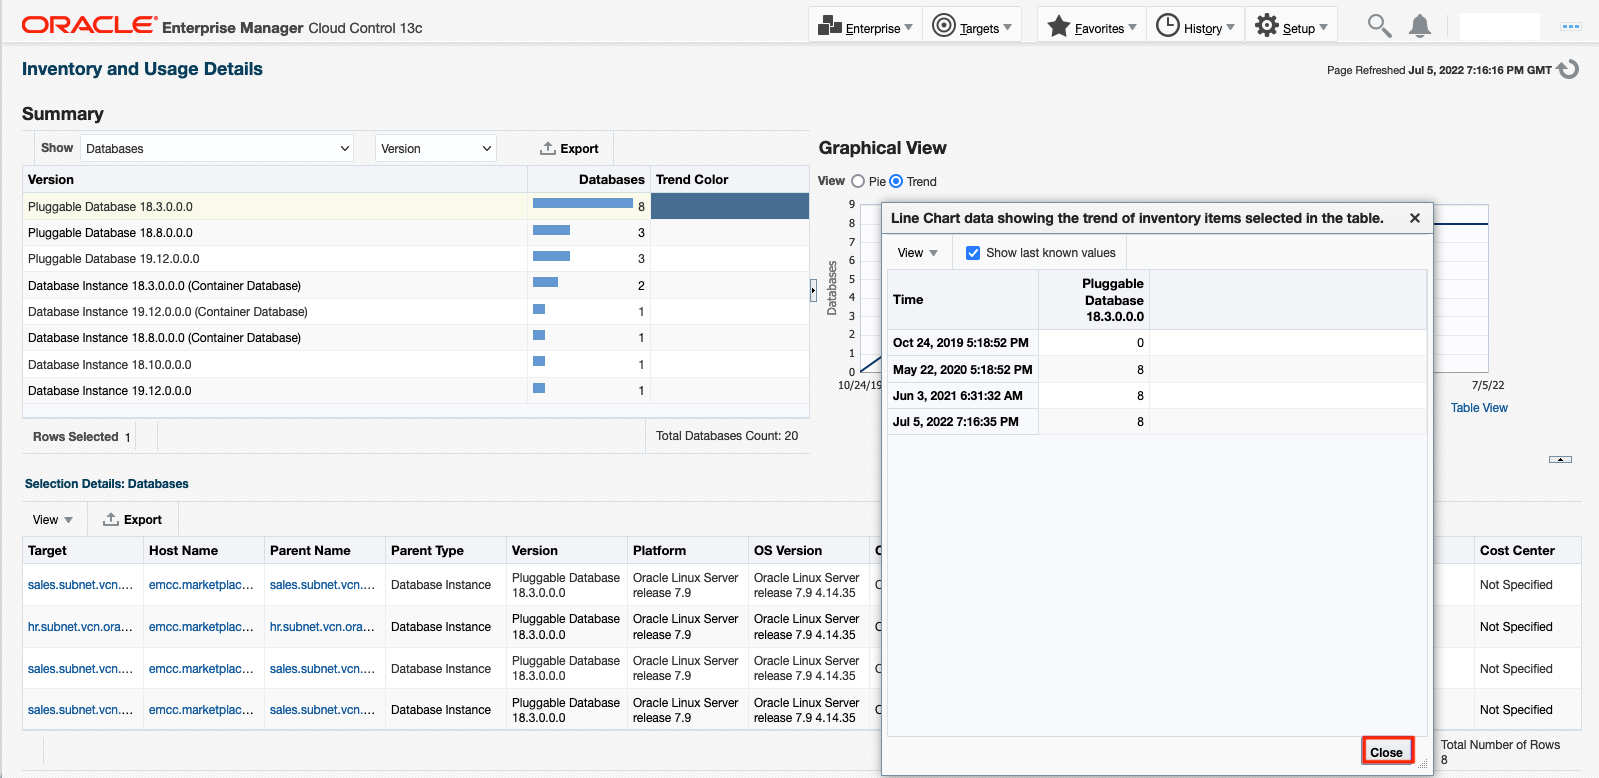 ORACLE Enterprise Manager Cloud Control 13c
Enterprise
Targets
Favorites
History
Setup
Inventory and Usage Details
Page Refreshed Jul 5, 2022 7:16:16 PM GMT
Summary
Show Databases
Version
Export
Version Databases Trend Color
Pluggable Database 18.3.0.0.0 8
Pluggable Database 18.8.0.0.0 3
Pluggable Database 19.12.0.0.0 3
Database Instance 18.3.0.0.0 (Container Database) 2
Database Instance 19.12.0.0.0 (Container Database) 1
Database Instance 18.8.0.0.0 (Container Database) 1
Database Instance 18.10.0.0.0 1
Database Instance 19.12.0.0.0 1
Rows Selected 1
Total Databases Count: 20
Graphical View
View Pie Trend
Databases
9
8
7
6
5
4
3
2
1
0
10/24/19
7/5/22
Table View
Line Chart data showing the trend of inventory items selected in the table.
View
Show last known values
Time
Pluggable
Database
18.3.0.0.0
Oct 24, 2019 5:18:52 PM 0
May 22, 2020 5:18:52 PM 8
Jun 3, 2021 6:31:32 AM 8
Jul 5, 2022 7:16:35 PM 8
Close
Selection Details: Databases
View
Export
Target Host Name Parent Name Parent Type Version Platform OS Version C Cost Center
sales.subnet.vcn.... emcc.marketplac... sales.subnet.vcn.... Database Instance Pluggable Database Oracle Linux Server Oracle Linux Server C Not Specified
18.3.0.0.0 release 7.9 release 7.9 4.14.35
hr.subnet.vcn.ora... emcc.marketplac... hr.subnet.vcn.ora... Database Instance Pluggable Database Oracle Linux Server Oracle Linux Server C Not Specified
18.3.0.0.0 release 7.9 release 7.9 4.14.35
sales.subnet.vcn.... emcc.marketplac... sales.subnet.vcn.... Database Instance Pluggable Database Oracle Linux Server Oracle Linux Server C Not Specified
18.3.0.0.0 release 7.9 release 7.9 4.14.35
sales.subnet.vcn.... emcc.marketplac... sales.subnet.vcn.... Database Instance Pluggable Database Oracle Linux Server Oracle Linux Server C Not Specified
18.3.0.0.0 release 7.9 release 7.9 4.14.35
Total Number of Rows
8